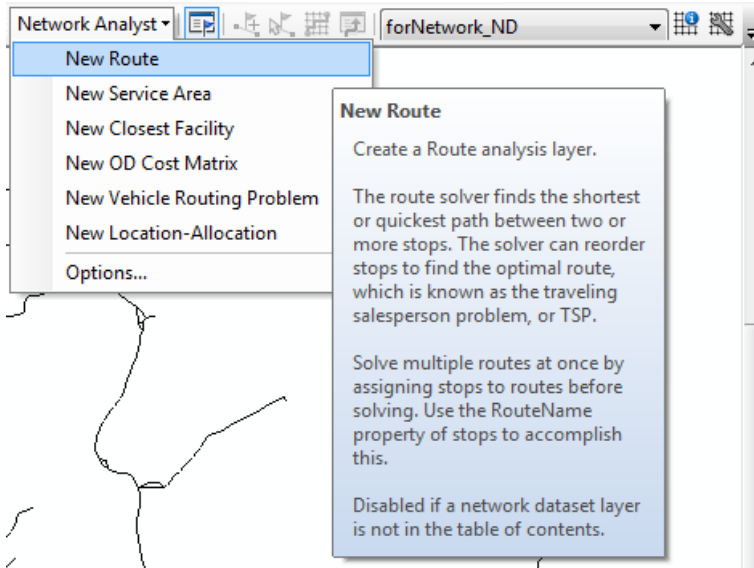 Network Analyst
forNetwork_ND
New Route
New Service Area
New Closest Facility
New OD Cost Matrix
New Vehicle Routing Problem
New Location-Allocation
Options...
New Route
Create a Route analysis layer.
The route solver finds the shortest
or quickest path between two or
more stops. The solver can reorder
stops to find the optimal route,
which is known as the traveling
salesperson problem, or TSP.
Solve multiple routes at once by
assigning stops to routes before
solving. Use the RouteName
property of stops to accomplish
this.
Disabled if a network dataset layer
is not in the table of contents.